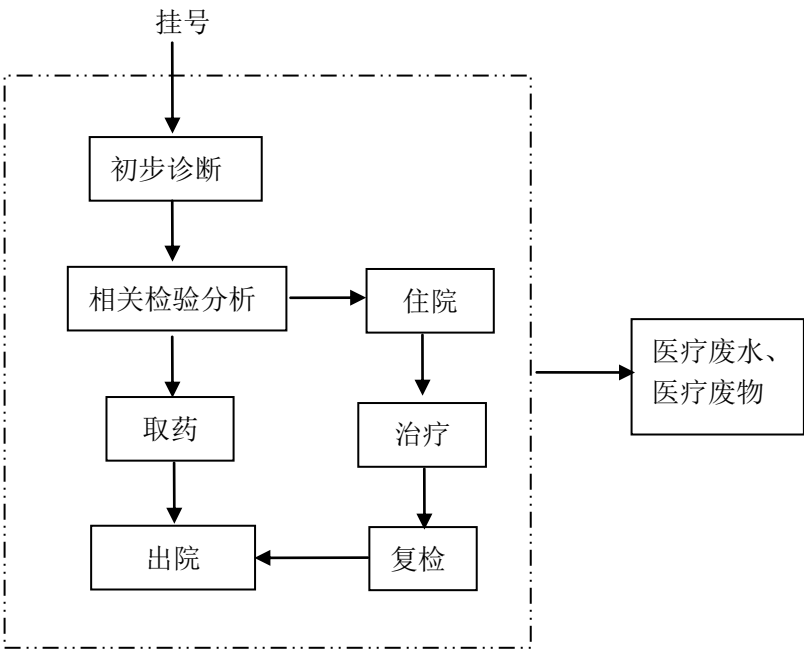 挂号
初步诊断
相关检验分析
住院
医疗废水、
医疗废物
取药
治疗
出院
复检